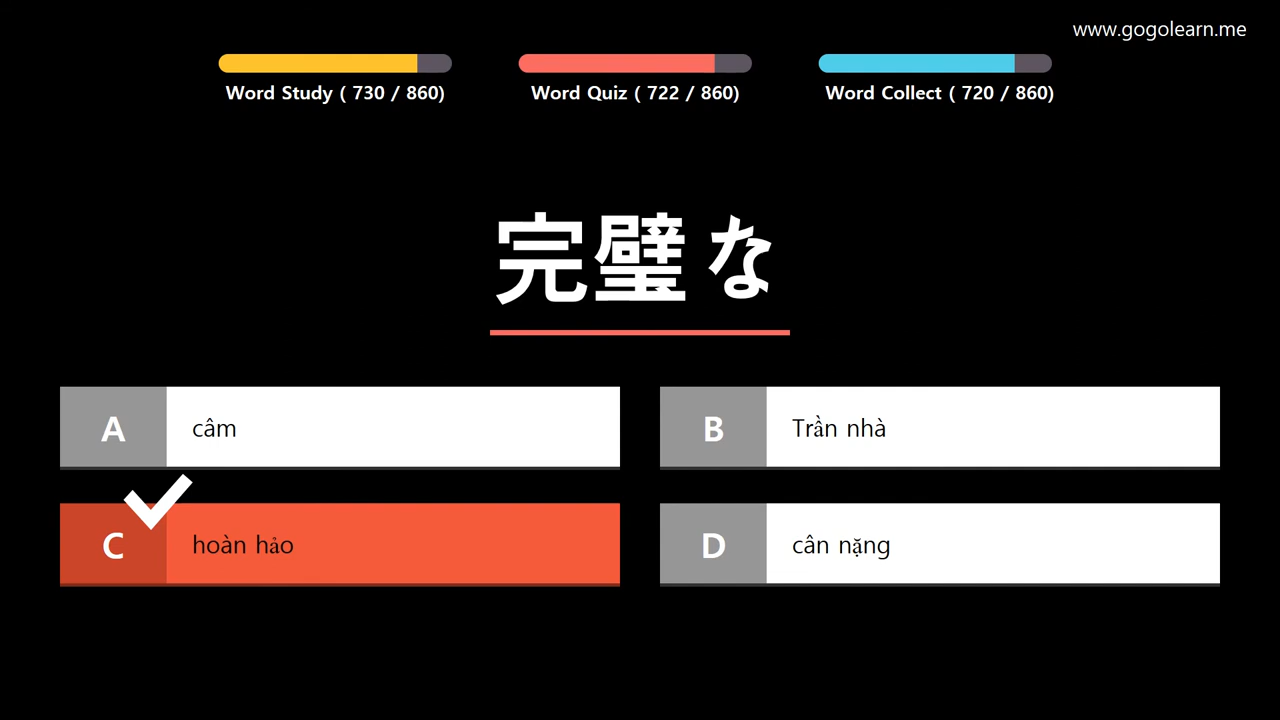 www.gogolearn.me
Word Study ( 730 / 860)
Word Quiz ( 722 / 860)
Word Collect ( 720 / 860)
完璧な
A câm
B Trần nhà
C hoàn hảo
D cân nặng